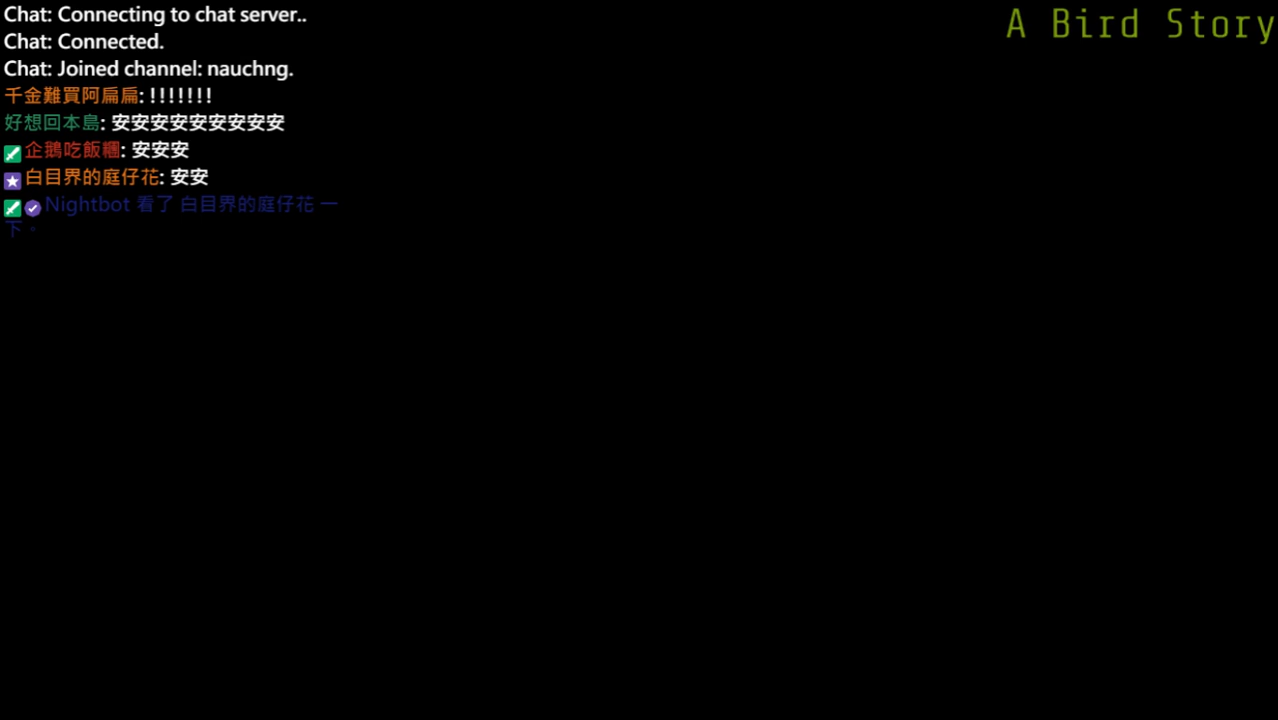 Chat: Connecting to chat server..
A Bird Story
Chat: Connected.
Chat: Joined channel: nauchng.
千金難買阿扁扁: !!!!!!!
好想回本島: 安安安安安安安安安
企鵝吃飯糰: 安安安
白目界的庭仔花: 安安
Nightbot 看了 白目界的庭仔花 一
下。